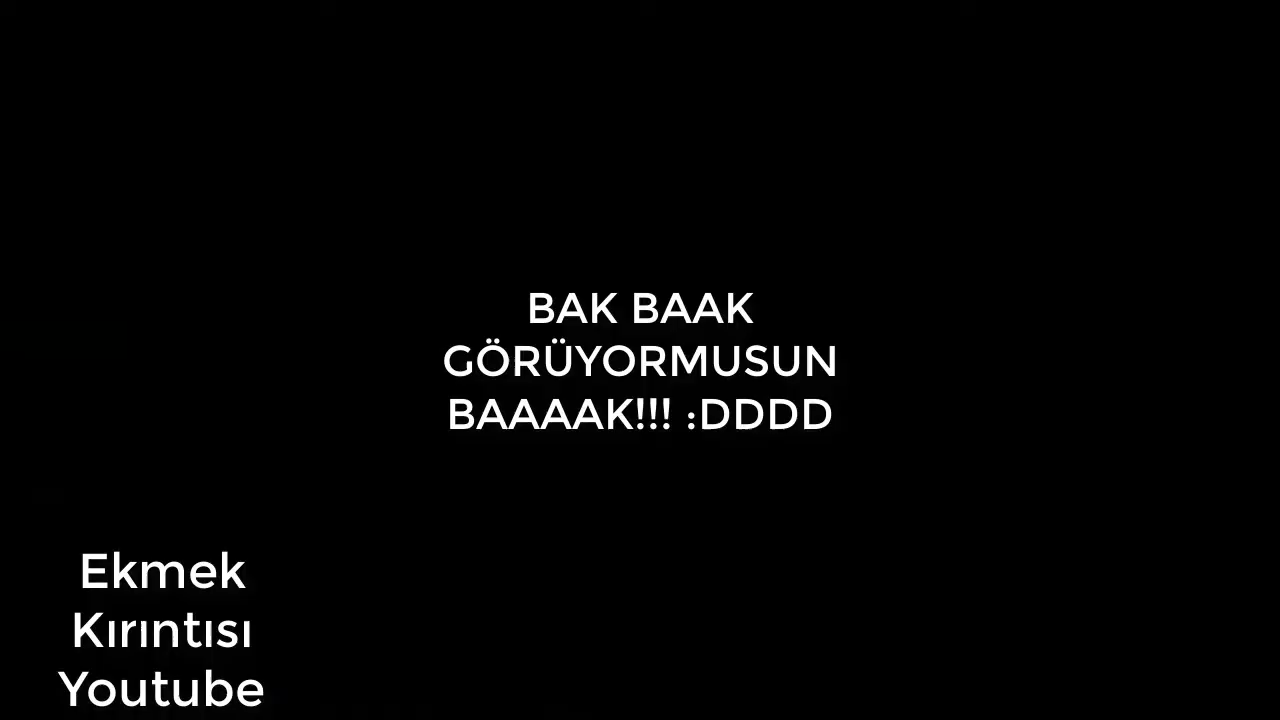 BAK BAAK
GÖRÜYORMUSUN
BAAAAK!!! :DDDD
Ekmek
Kırıntısı
Youtube